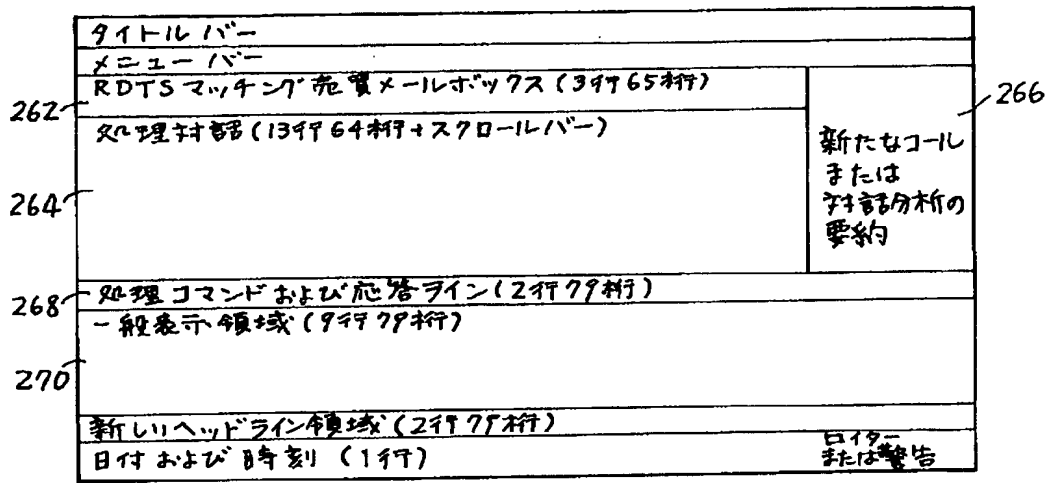 タイトルバー
メニューバー
RDTSマッチング売買メールボックス(3行65桁)
262
処理対話(13行64桁+スクロールバー)
264
266
新たなコール
または
対話分析の
要約
268
処理コマンドおよび応答ライン(2行79桁)
一般表示領域(9行79桁)
270
新しいヘッドライン領域(2行79桁)
日付および時刻(1行)
ロイター
または警告